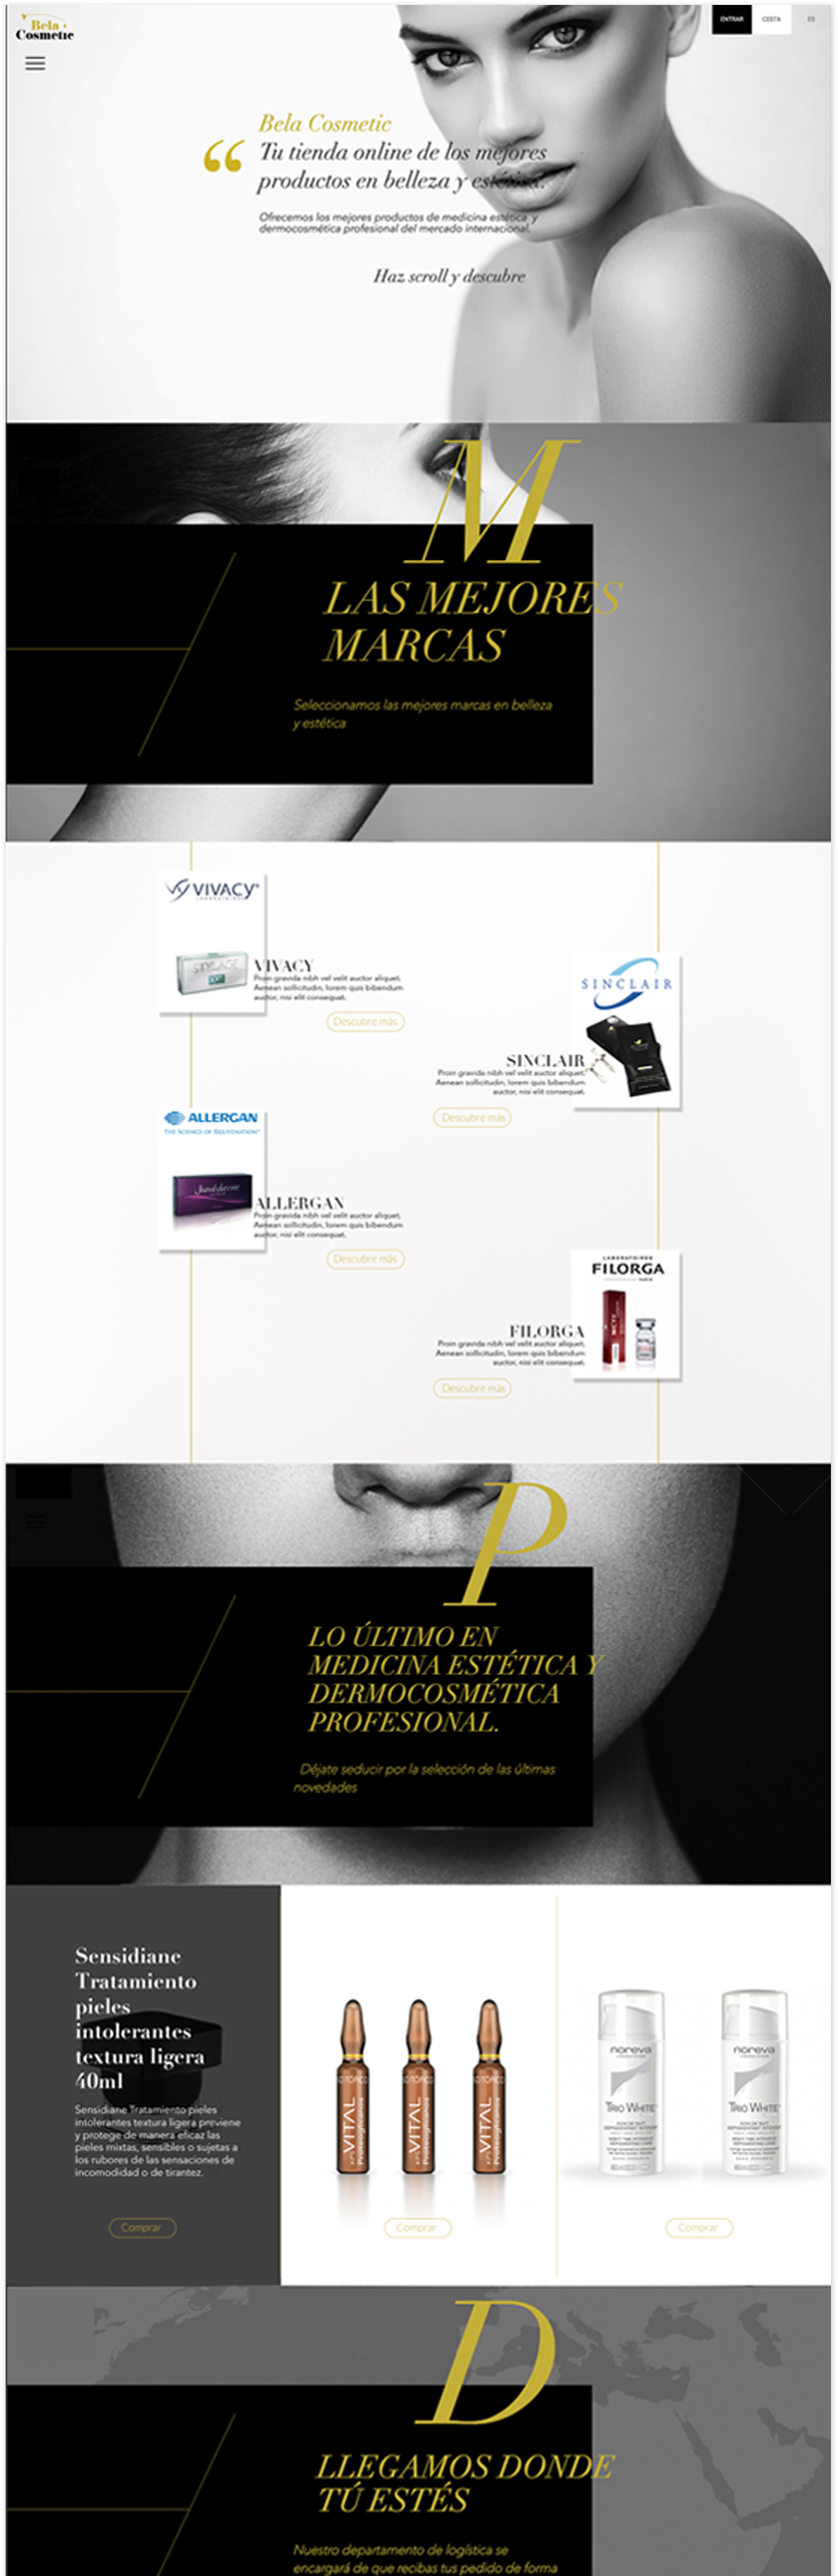 Bela
Cosmetic
ENTRAR
CESTA
ES
Bela Cosmetic
“ Tu tienda online de los mejores
productos en belleza y estética.
Ofrecemos los mejores productos de medicina estética y
dermocosmética profesional del mercado internacional.
Haz scroll y descubre
M
LAS MEJORES
MARCAS
Seleccionamos las mejores marcas en belleza
y estética
VIVACY
VIVACY
Proin gravida nibh vel velit auctor aliquet.
Aenean sollicitudin, lorem quis bibendum
auctor, nisi elit consequat.
Descubre más
SINCLAIR
SINCLAIR
Proin gravida nibh vel velit auctor aliquet.
Aenean sollicitudin, lorem quis bibendum
auctor, nisi elit consequat.
Descubre más
ALLERGAN
THE SCIENCE OF REJUVENATION
ALLERGAN
Proin gravida nibh vel velit auctor aliquet.
Aenean sollicitudin, lorem quis bibendum
auctor, nisi elit consequat.
Descubre más
LABORATOIRES
FILORGA
PARIS
FILORGA
Proin gravida nibh vel velit auctor aliquet.
Aenean sollicitudin, lorem quis bibendum
auctor, nisi elit consequat.
Descubre más
P
LO ÚLTIMO EN
MEDICINA ESTÉTICA Y
DERMOCOSMÉTICA
PROFESIONAL.
Déjate seducir por la selección de las últimas
novedades
Sensidiane
Tratamiento
pieles
intolerantes
textura ligera
40ml
Sensidiane Tratamiento pieles
intolerantes textura ligera previene
y protege de manera eficaz las
pieles mixtas, sensibles o sujetas a
los rubores de las sensaciones de
incomodidad o de tirantez.
Comprar
VITAL
VITAL
VITAL
Comprar
noreva
TRIO WHITE
noreva
TRIO WHITE
Comprar
D
LLEGAMOS DONDE
TÚ ESTÉS
Nuestro departamento de logística se
encargará de que recibas tus pedido de forma